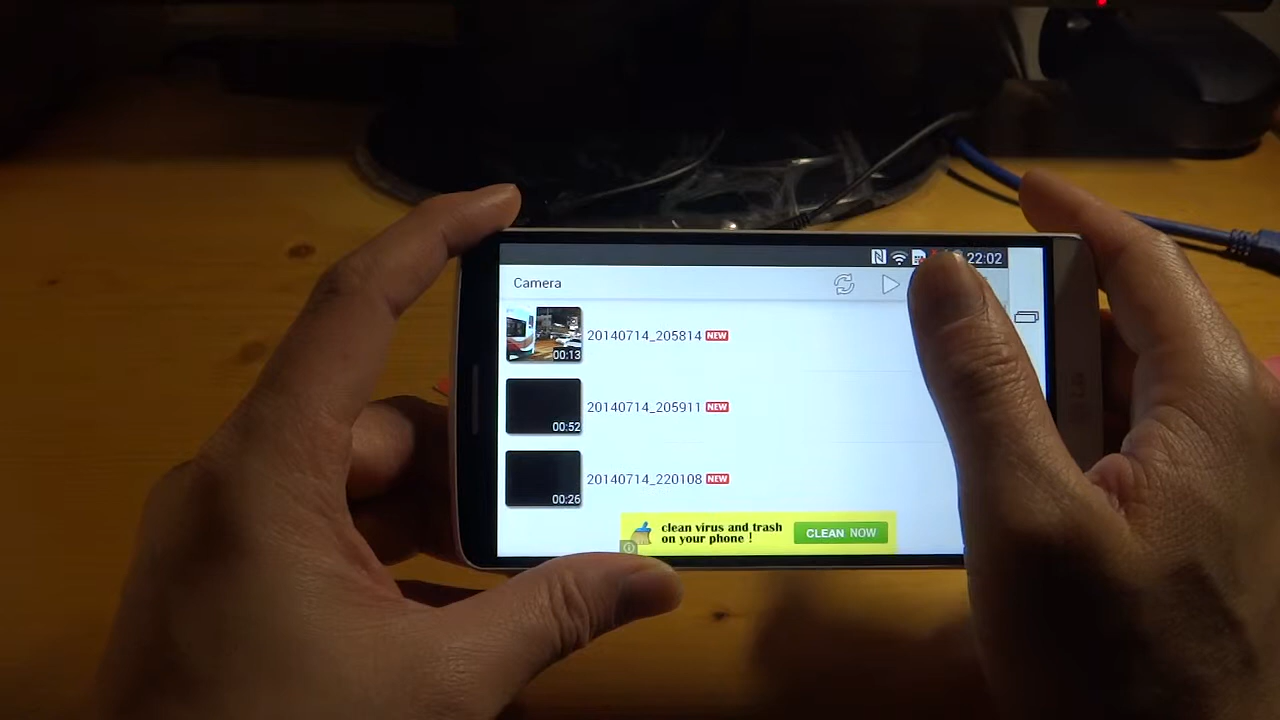 22:02
Camera
00:13
20140714_205814 NEW
00:52
20140714_205911 NEW
00:26
20140714_220108 NEW
clean virus and trash
on your phone !
CLEAN NOW
LG